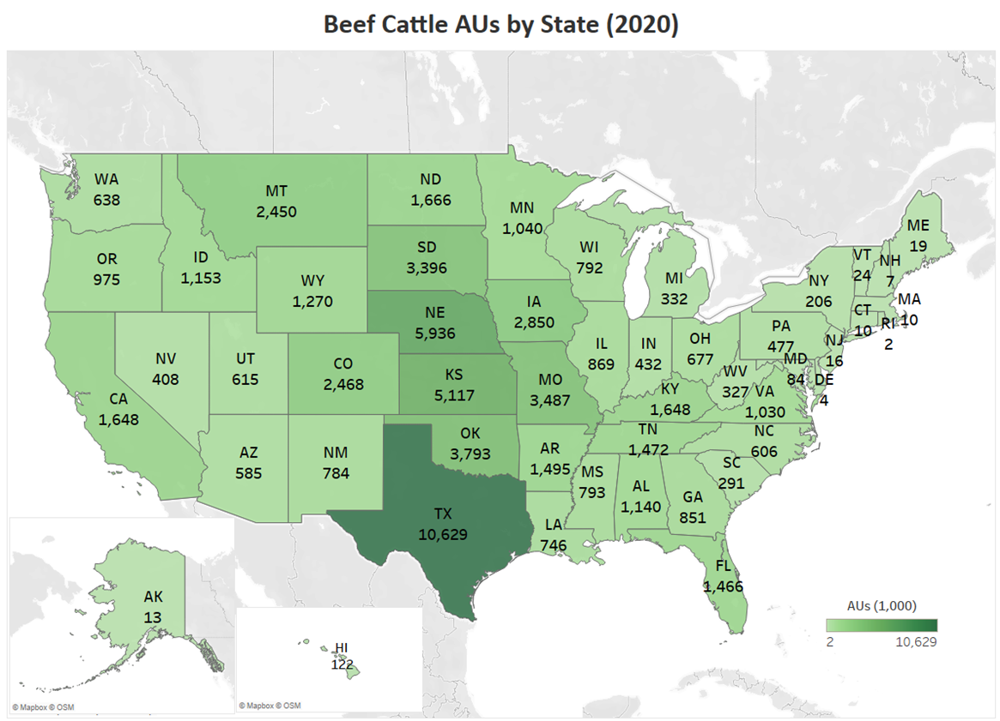 Beef Cattle AUs by State (2020)
WA
638
MT
2,450
ND
1,666
MN
1,040
OR
975
ID
1,153
WY
1,270
SD
3,396
WI
792
MI
332
NY
206
VT
24
NH
7
ME
19
MA
10
CT
10
RI
2
NV
408
UT
615
CO
2,468
NE
5,936
IA
2,850
IL
869
IN
432
OH
677
PA
477
NJ
16
MD
84
DE
4
CA
1,648
KS
5,117
MO
3,487
KY
1,648
WV
327
VA
1,030
AZ
585
NM
784
OK
3,793
AR
1,495
TN
1,472
NC
606
SC
291
TX
10,629
LA
746
MS
793
AL
1,140
GA
851
FL
1,466
AK
13
HI
122
AUs (1,000)
2 10,629
© Mapbox © OSM
© Mapbox © OSM